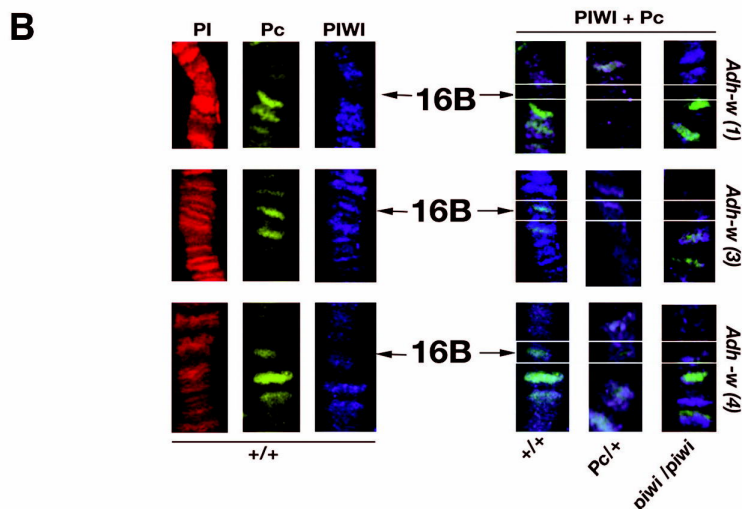 B
PI Pc PIWI
PIWI + Pc
16B
Adh-w (1)
16B
Adh-w (3)
16B
Adh -w (4)
+/+
+/+ Pc/+ piwi /piwi